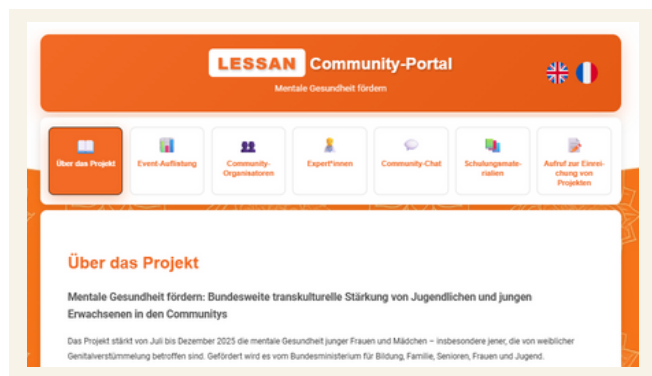 LESSAN Community-Portal
Mentale Gesundheit fördern
Über das Projekt
Event-Auflistung
Community-
Organisatoren
Expert*innen
Community-Chat
Schulungsmate-
rialien
Aufruf zur Einrei-
chung von
Projekten
Über das Projekt
Mentale Gesundheit fördern: Bundesweite transkulturelle Stärkung von Jugendlichen und jungen
Erwachsenen in den Communitys
Das Projekt stärkt von Juli bis Dezember 2025 die mentale Gesundheit junger Frauen und Mädchen – insbesondere jener, die von weiblicher
Genitalverstümmelung betroffen sind. Gefördert wird es vom Bundesministerium für Bildung, Familie, Senioren, Frauen und Jugend.